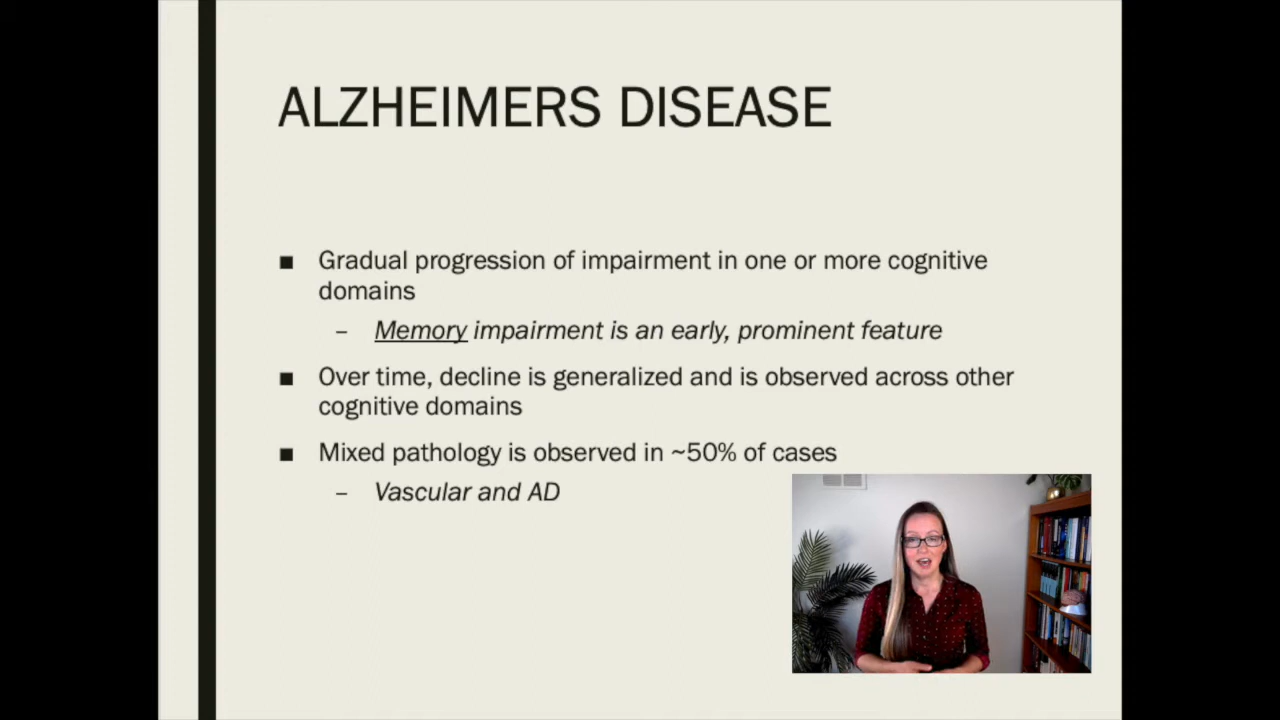 ALZHEIMERS DISEASE
■ Gradual progression of impairment in one or more cognitive
domains
– Memory impairment is an early, prominent feature
■ Over time, decline is generalized and is observed across other
cognitive domains
■ Mixed pathology is observed in ~50% of cases
– Vascular and AD